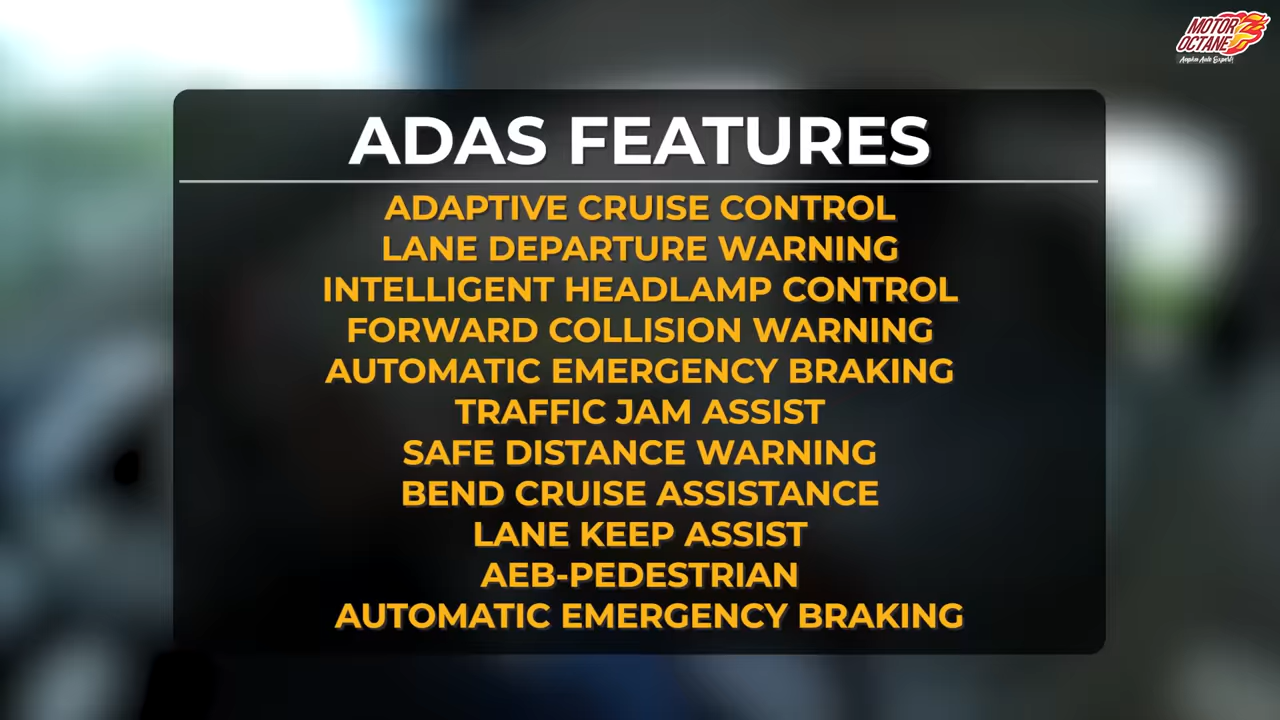 MOTOR
OCTANE
ADAS FEATURES
ADAPTIVE CRUISE CONTROL
LANE DEPARTURE WARNING
INTELLIGENT HEADLAMP CONTROL
FORWARD COLLISION WARNING
AUTOMATIC EMERGENCY BRAKING
TRAFFIC JAM ASSIST
SAFE DISTANCE WARNING
BEND CRUISE ASSISTANCE
LANE KEEP ASSIST
AEB-PEDESTRIAN
AUTOMATIC EMERGENCY BRAKING